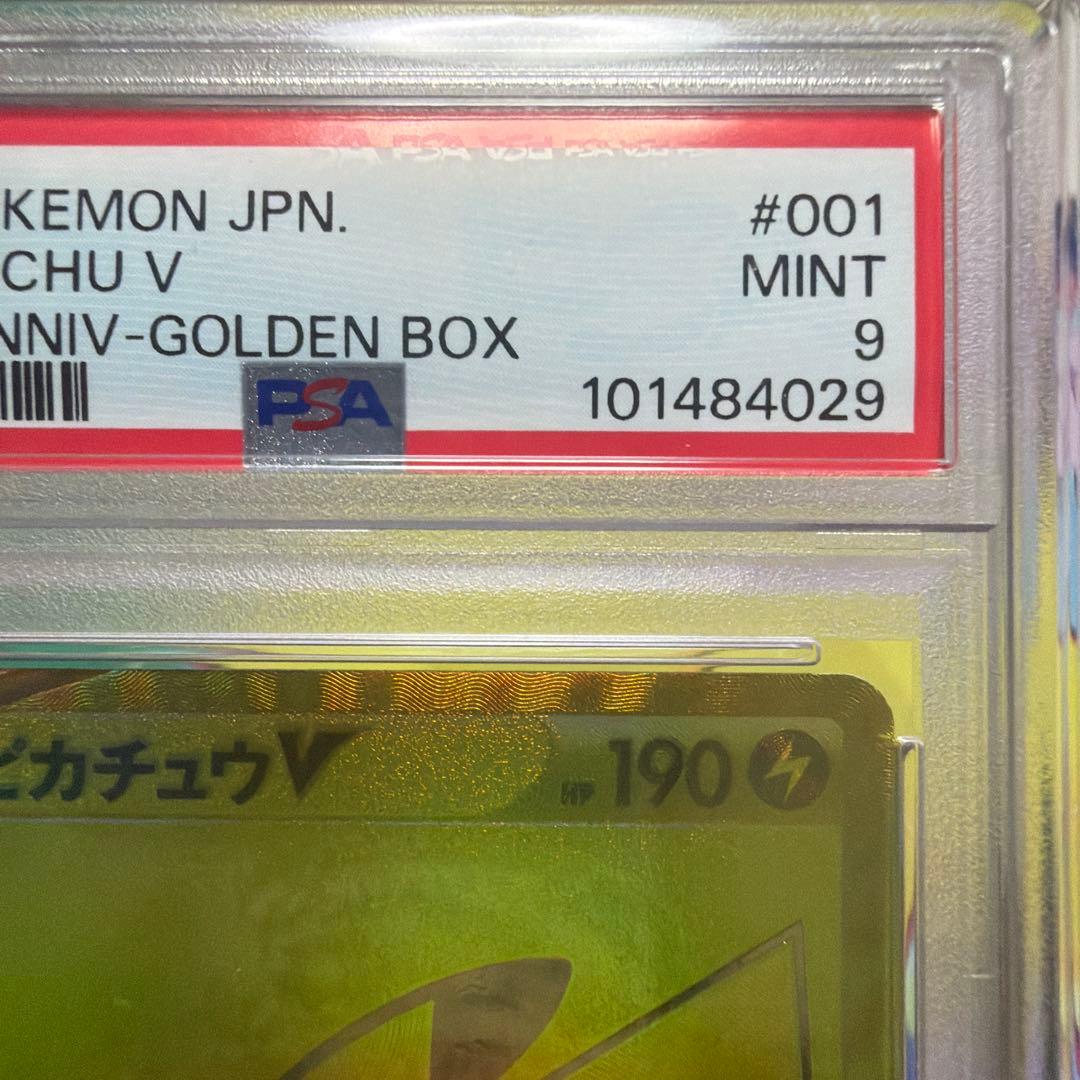 KEMON JPN. #001
CHU V MINT
NNIV-GOLDEN BOX 9
PSA 101484029
ピカチュウV HP 190